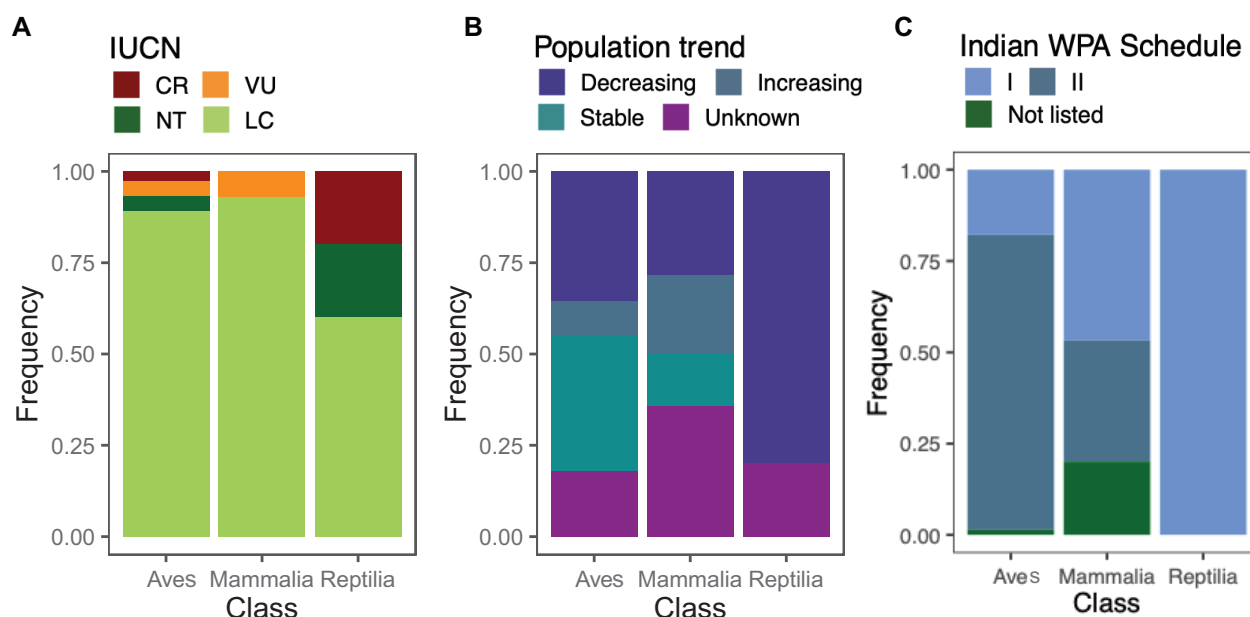 A
IUCN
CR
VU
NT
LC
1.00
0.75
0.50
0.25
0.00
Frequency
Aves
Mammalia
Reptilia
Class
B
Population trend
Decreasing
Increasing
Stable
Unknown
1.00
0.75
0.50
0.25
0.00
Frequency
Aves
Mammalia
Reptilia
Class
C
Indian WPA Schedule
I
II
Not listed
1.00
0.75
0.50
0.25
0.00
Frequency
Aves
Mammalia
Reptilia
Class